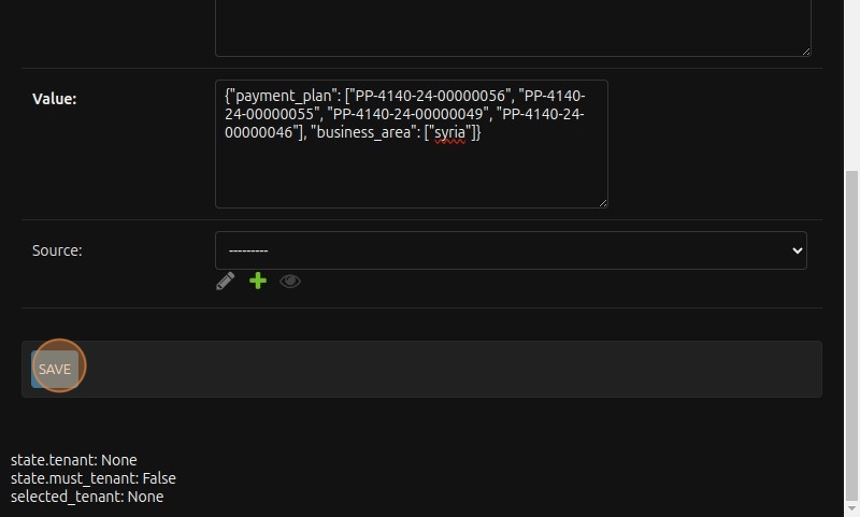 Value:
{"payment_plan": ["PP-4140-24-00000056", "PP-4140-
24-00000055", "PP-4140-24-00000049", "PP-4140-24-
00000046"], "business_area": ["syria"]}
Source:
---------
SAVE
state.tenant: None
state.must_tenant: False
selected_tenant: None